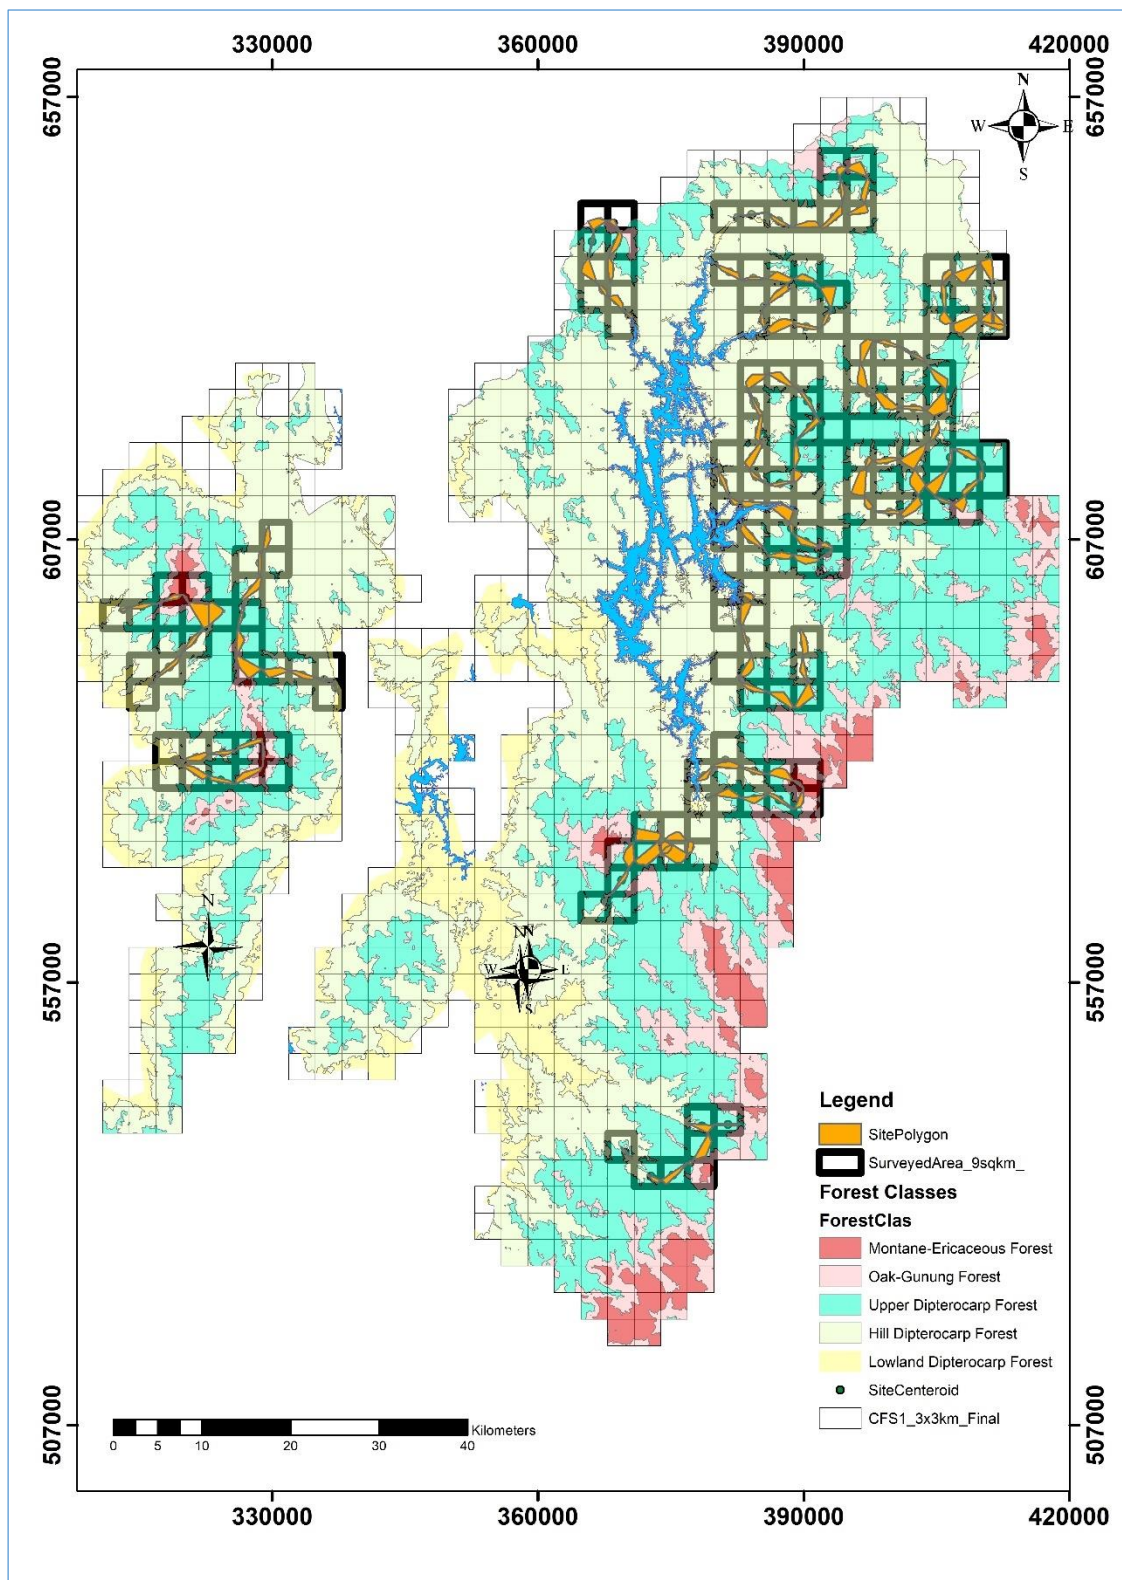 330000 360000 390000 420000
657000 657000
N
W E
S
607000 607000
N
N N
W E
S
557000 557000
Legend
SitePolygon
SurveyedArea_9sqkm_
Forest Classes
ForestClas
Montane-Ericaceous Forest
Oak-Gunung Forest
Upper Dipterocarp Forest
Hill Dipterocarp Forest
Lowland Dipterocarp Forest
SiteCenteroid
CFS1_3x3km_Final
507000 507000
Kilometers
0 5 10 20 30 40
330000 360000 390000 420000